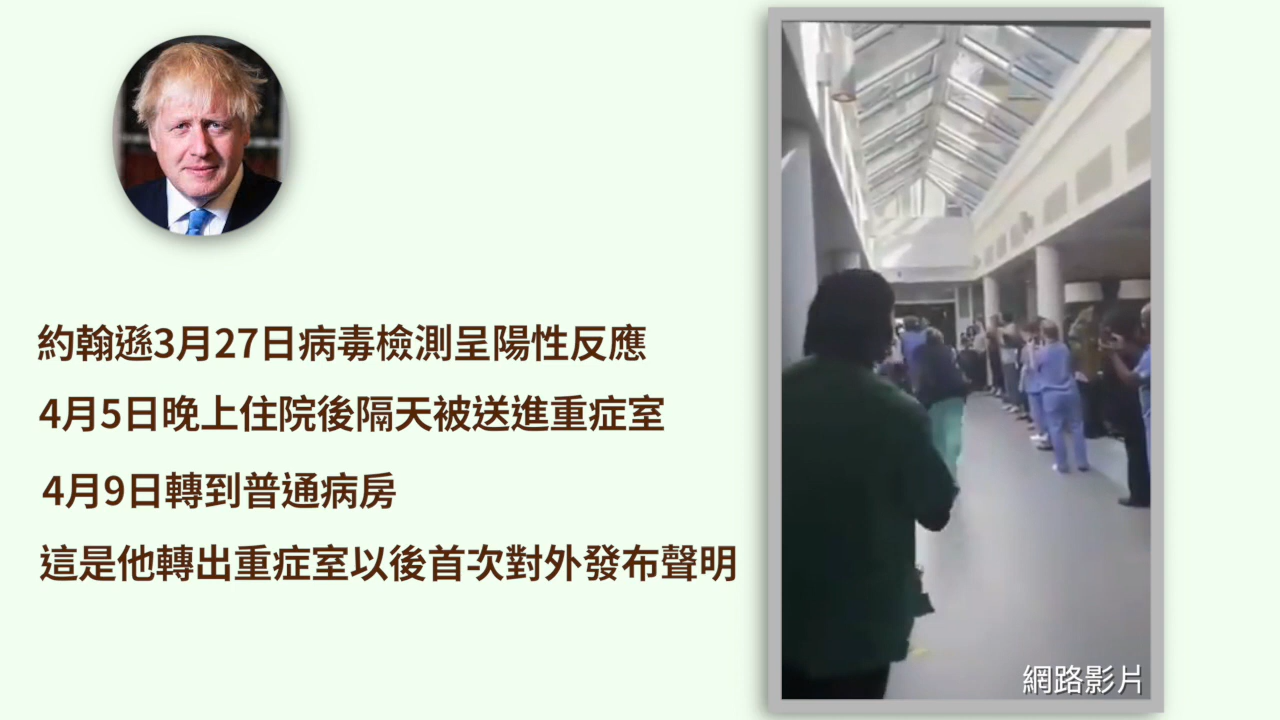 約翰遜3月27日病毒檢測呈陽性反應
4月5日晚上住院後隔天被送進重症室
4月9日轉到普通病房
這是他轉出重症室以後首次對外發布聲明
網路影片